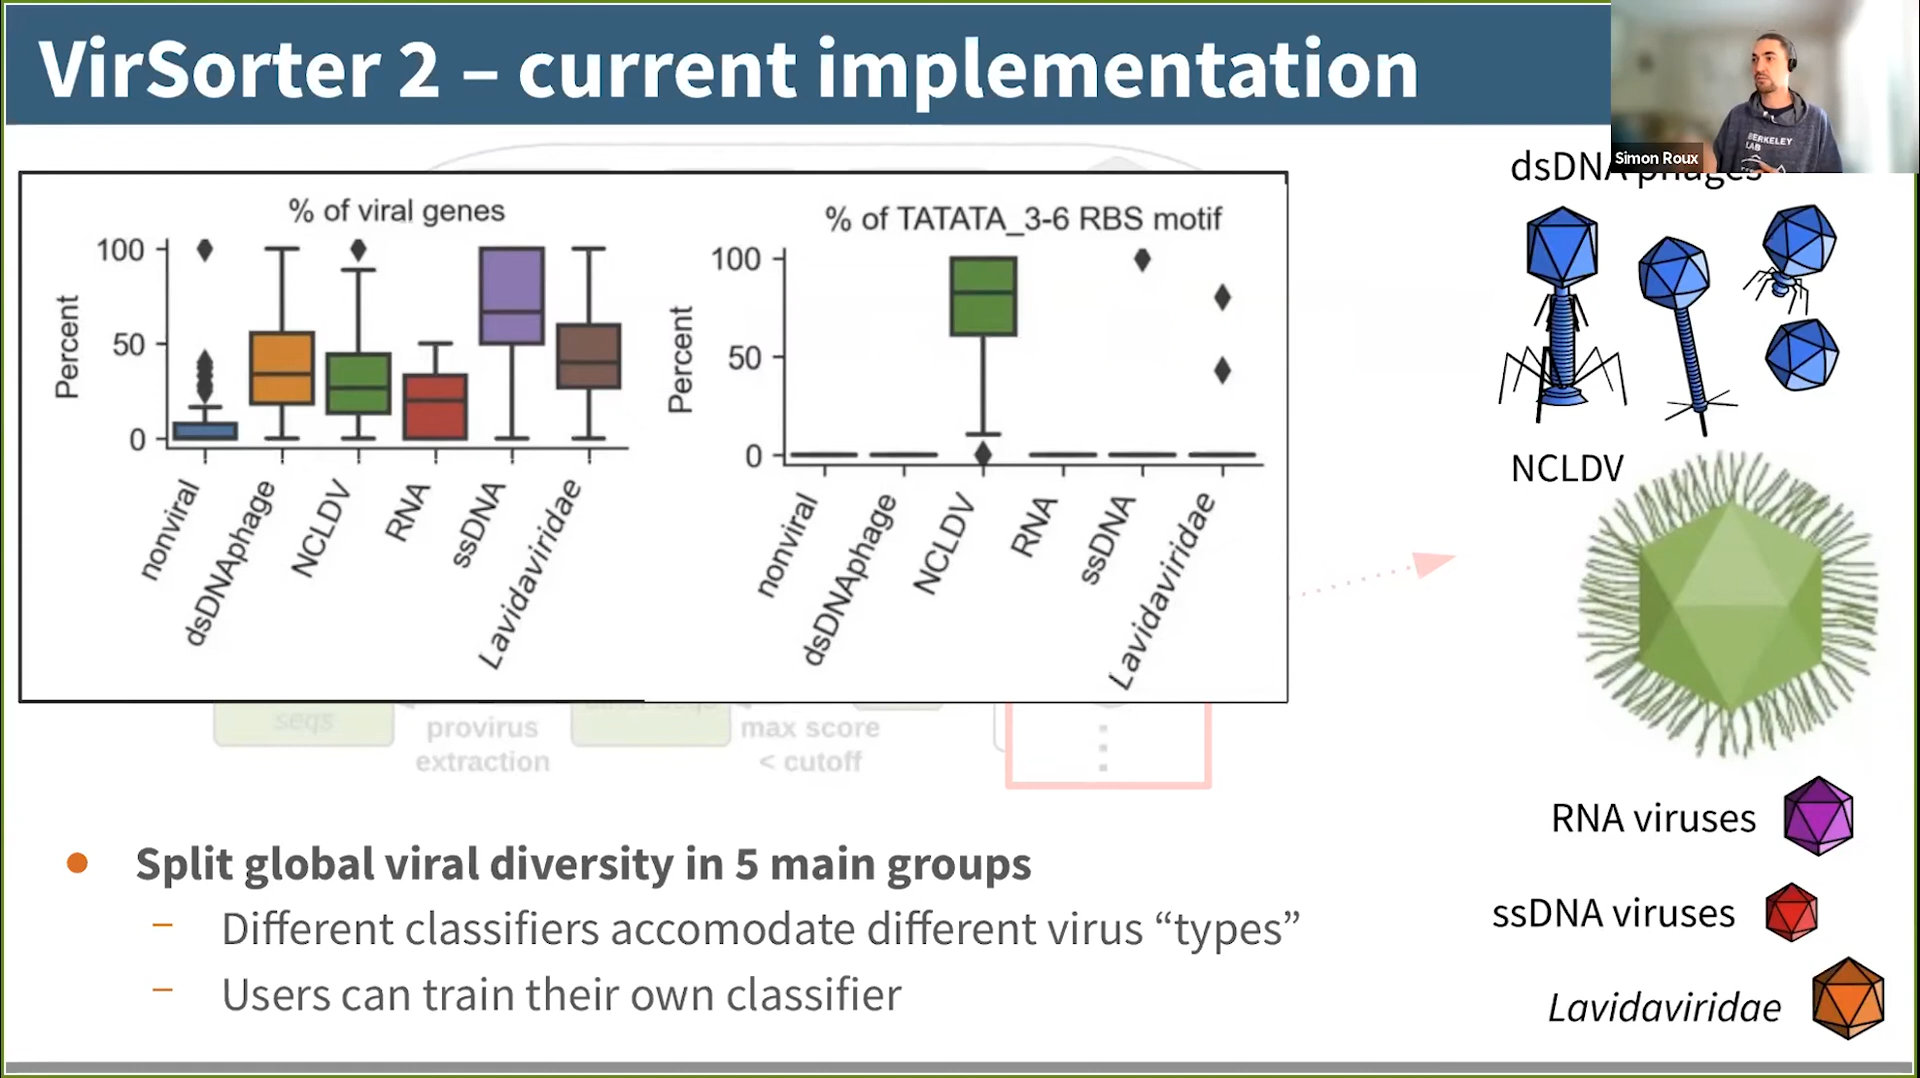 VirSorter 2 – current implementation
BERKELEY
LAB
Simon Roux
dsDNA phages
% of viral genes
Percent
100
50
0
nonviral
dsDNAphage
NCLDV
RNA
ssDNA
Lavidaviridae
% of TATATA_3-6 RBS motif
Percent
100
50
0
nonviral
dsDNAphage
NCLDV
RNA
ssDNA
Lavidaviridae
NCLDV
seqs
provirus
extraction
max score
< cutoff
RNA viruses
ssDNA viruses
Lavidaviridae
● Split global viral diversity in 5 main groups
– Different classifiers accomodate different virus “types”
– Users can train their own classifier